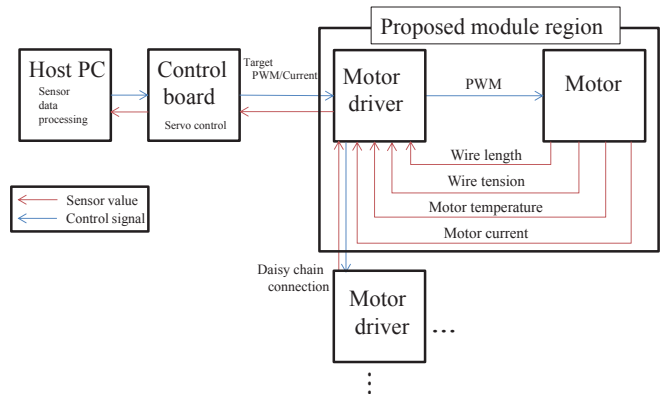 Proposed module region
Host PC
Sensor
data
processing
Control
board
Servo control
Target
PWM/Current
Motor
driver
PWM
Motor
Wire length
Wire tension
Motor temperature
Motor current
Sensor value
Control signal
Daisy chain
connection
Motor
driver
...
⋮